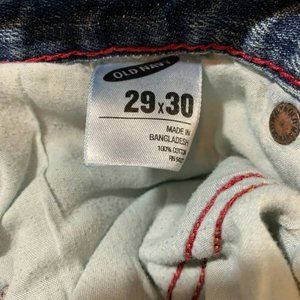 OLD NAVY
29x30
MADE IN
BANGLADESH
100% COTTON